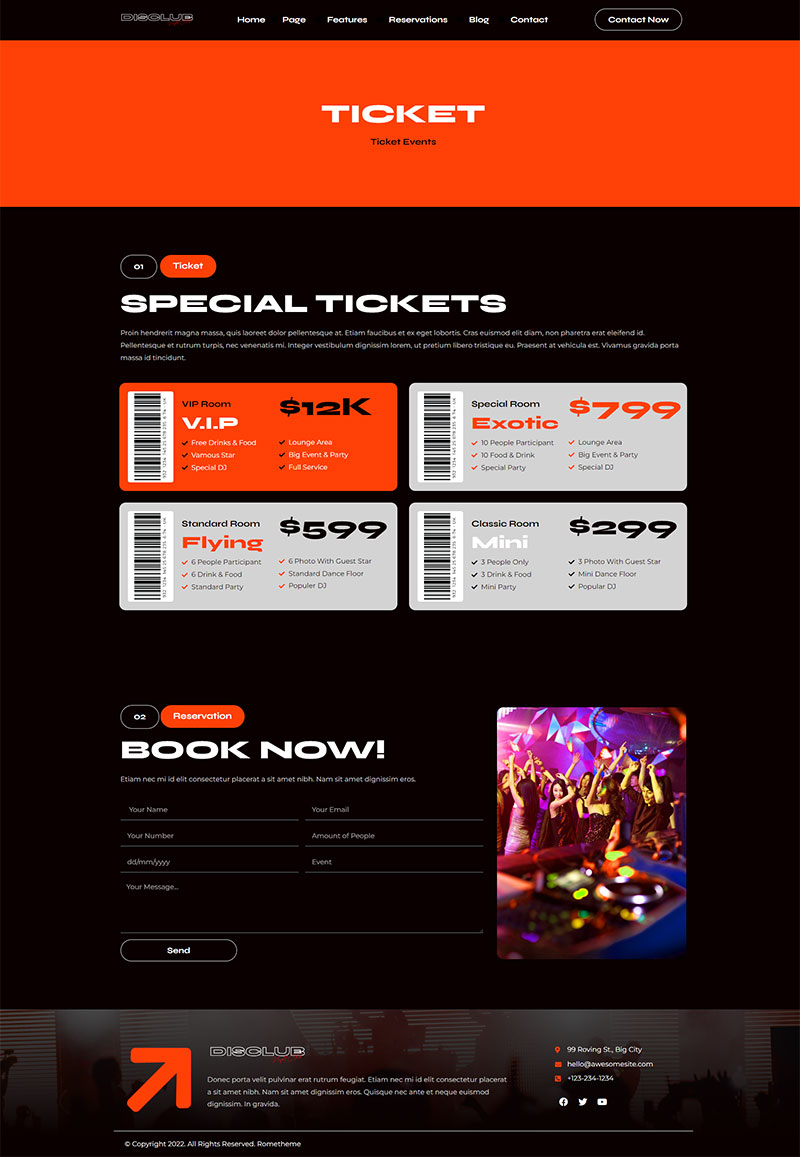 DISCLUB
Home Page Features Reservations Blog Contact Contact Now
TICKET
Ticket Events
01 Ticket
SPECIAL TICKETS
Proin hendrerit magna massa, quis laoreet dolor pellentesque at. Etiam faucibus et ex eget lobortis. Cras euismod elit diam, non pharetra erat eleifend id.
Pellentesque et rutrum turpis, nec venenatis mi. Integer vestibulum dignissim lorem, ut pretium libero tristique eu. Praesent at vehicula est. Vivamus gravida porta
massa id tincidunt.
VIP Room
$12K
V.I.P
Free Drinks & Food
Vamous Star
Special DJ
Lounge Area
Big Event & Party
Full Service
Special Room
$799
Exotic
10 People Participant
10 Food & Drink
Special Party
Lounge Area
Big Event & Party
Special DJ
Standard Room
$599
Flying
6 People Participant
6 Drink & Food
Standard Party
6 Photo With Guest Star
Standard Dance Floor
Populer DJ
Classic Room
$299
Mini
3 People Only
3 Drink & Food
Mini Party
3 Photo With Guest Star
Mini Dance Floor
Popular DJ
02 Reservation
BOOK NOW!
Etiam nec mi id elit consectetur placerat a sit amet nibh. Nam sit amet dignissim eros.
Your Name
Your Email
Your Number
Amount of People
dd/mm/yyyy
Event
Your Message...
Send
DISCLUB
Donec porta velit pulvinar erat rutrum feugiat. Etiam nec mi id elit consectetur placerat
a sit amet nibh. Nam sit amet dignissim eros. Quisque nec ante et neque euismod
dignissim. In gravida.
99 Roving St., Big City
hello@awesomesite.com
+123-234-1234
© Copyright 2022. All Rights Reserved. Rometheme